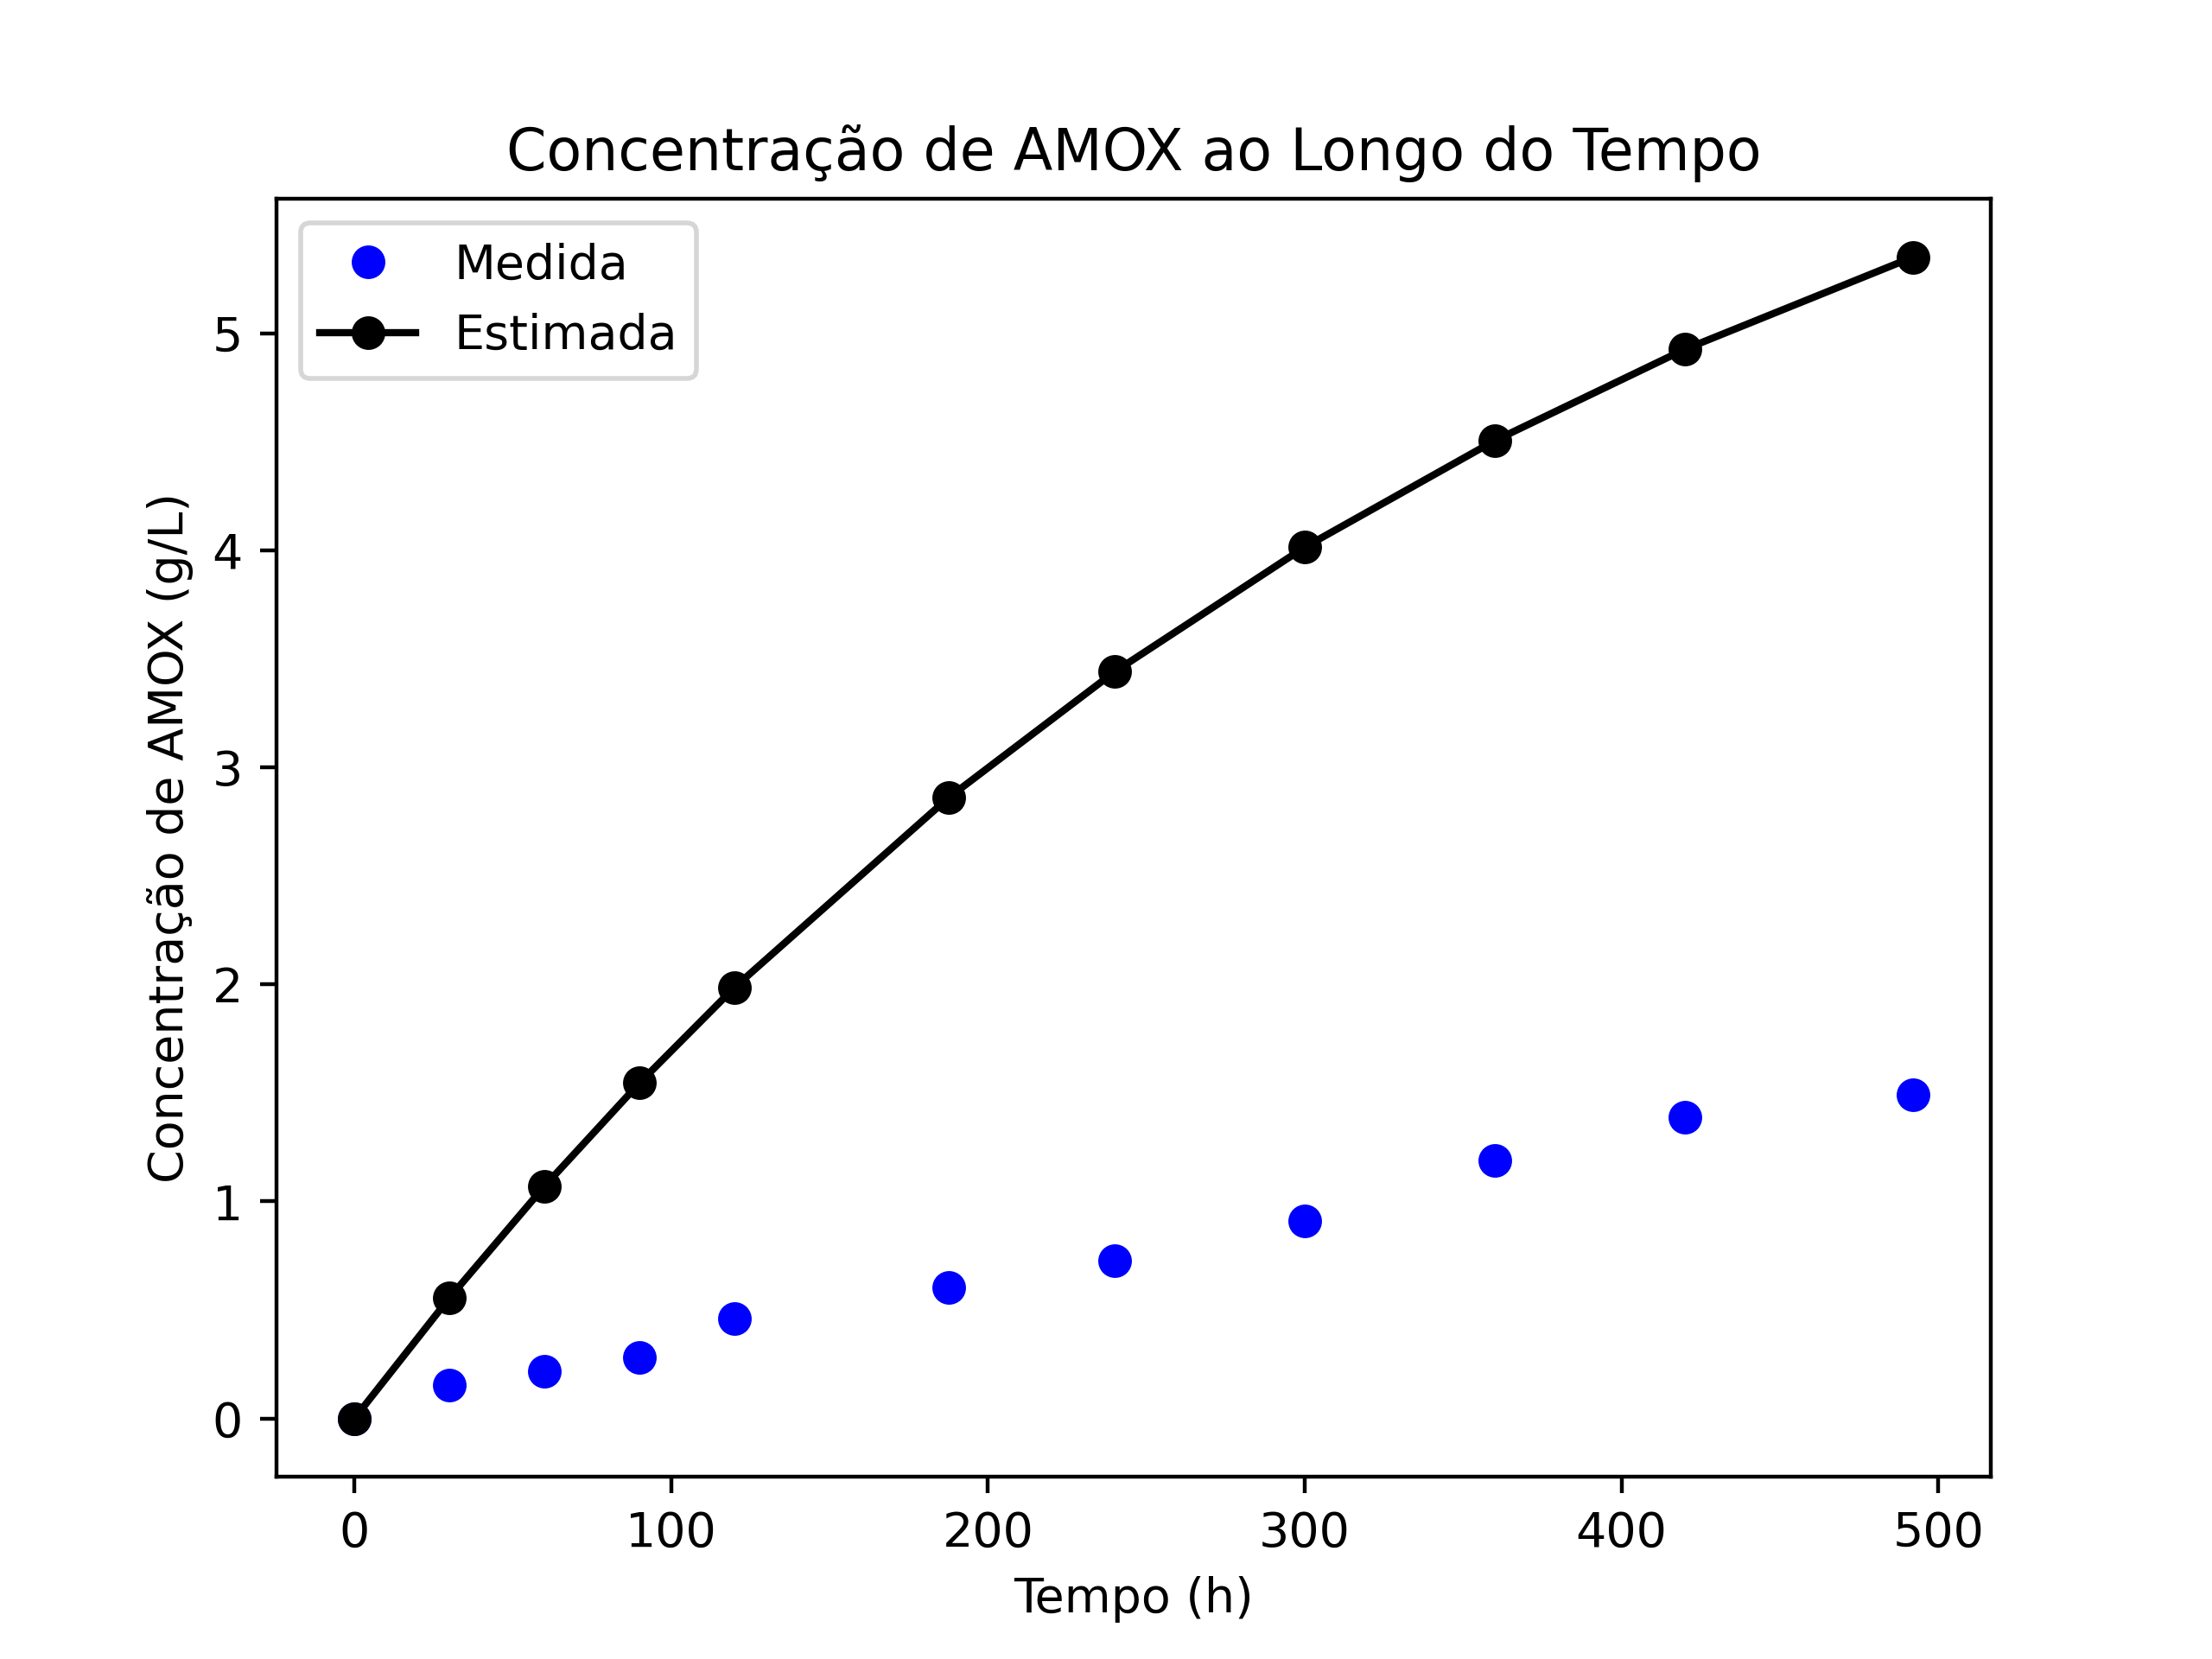 Concentração de AMOX ao Longo do Tempo
Medida
Estimada
Concentração de AMOX (g/L)
5
4
3
2
1
0
0 100 200 300 400 500
Tempo (h)